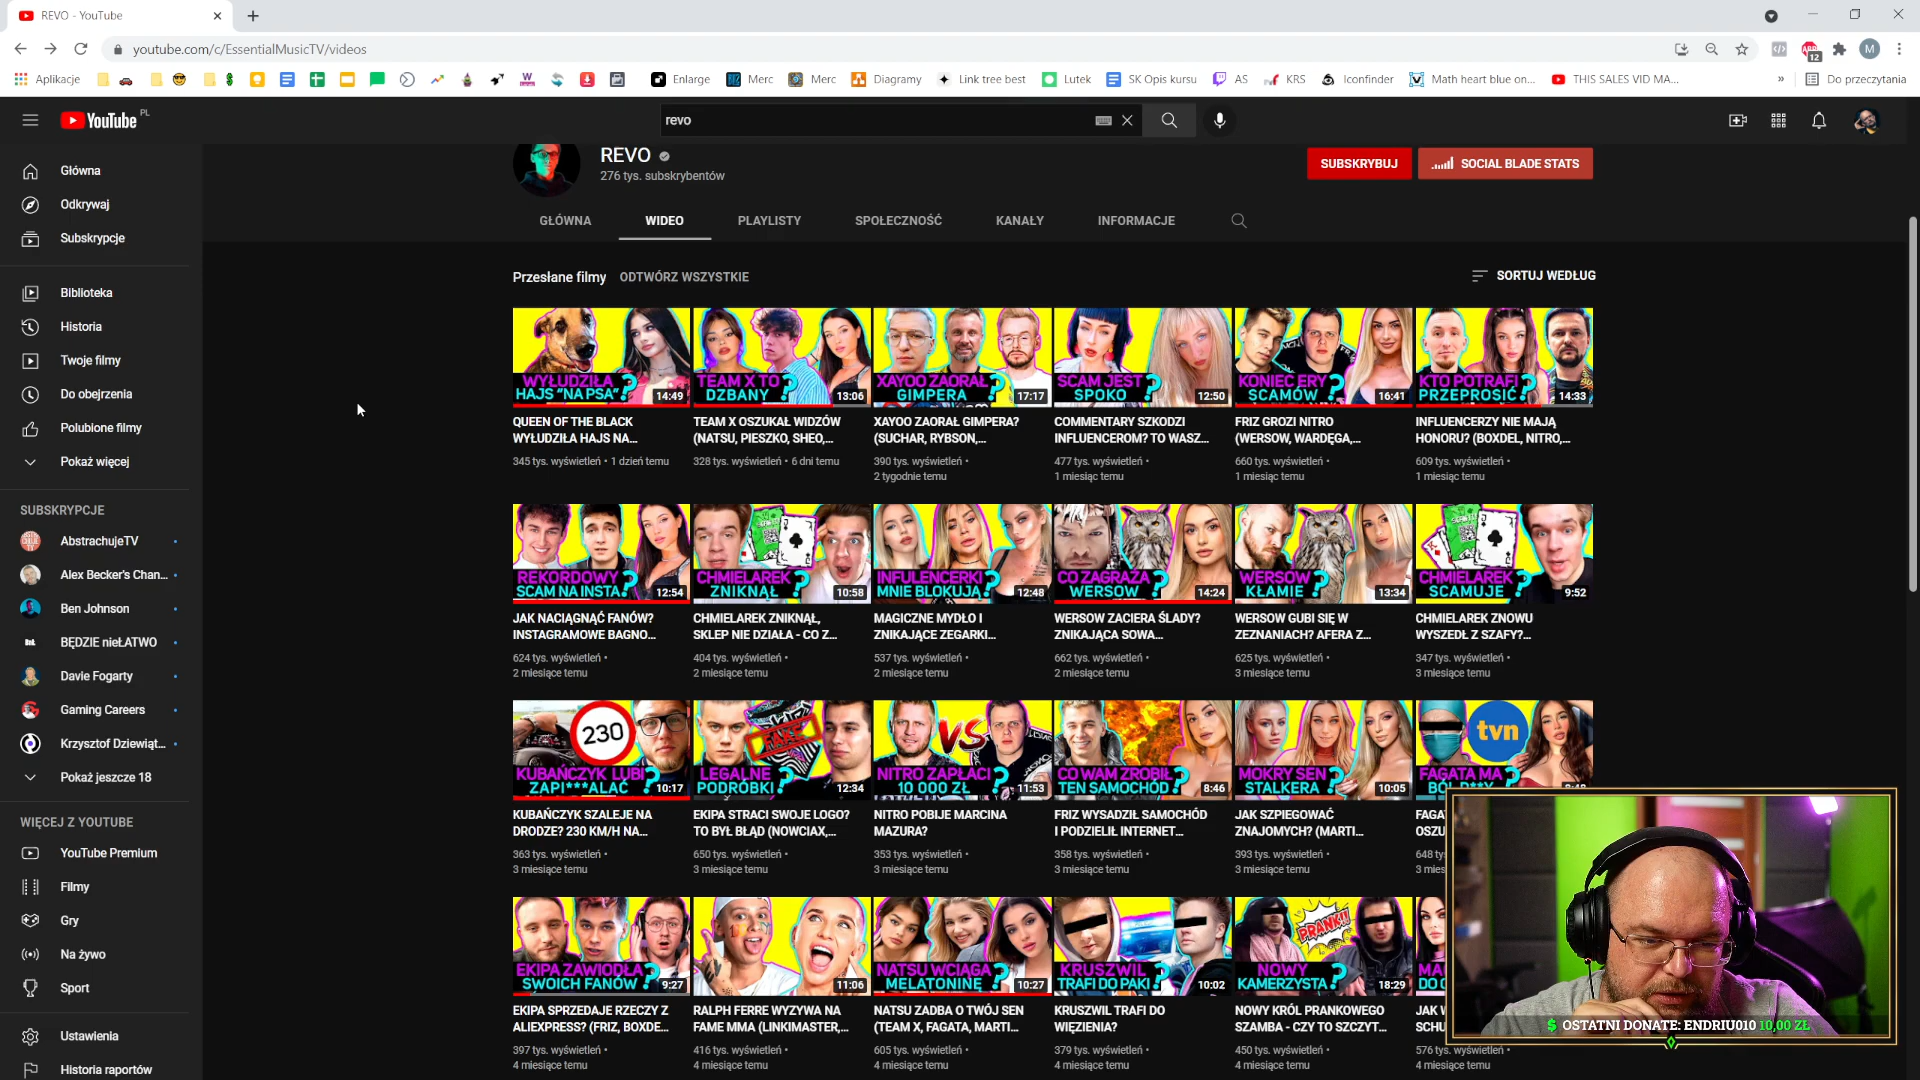 REVO - YouTube
youtube.com/c/EssentialMusicTV/videos
ABP
12
M
Aplikacje
Enlarge
Merc
Merc
Diagramy
Link tree best
Lutek
SK Opis kursu
AS
KRS
Iconfinder
Math heart blue on...
THIS SALES VID MA...
»
Do przeczytania
YouTube PL
revo
Główna
Odkrywaj
Subskrypcje
Biblioteka
Historia
Twoje filmy
Do obejrzenia
Polubione filmy
Pokaż więcej
SUBSKRYPCJE
AbstrachujeTV
Alex Becker's Chan...
Ben Johnson
BĘDZIE nieŁATWO
Davie Fogarty
Gaming Careers
Krzysztof Dziewiąt...
Pokaż jeszcze 18
WIĘCEJ Z YOUTUBE
YouTube Premium
Filmy
Gry
Na żywo
Sport
Ustawienia
Historia raportów
REVO
276 tys. subskrybentów
SUBSKRYBUJ
SOCIAL BLADE STATS
GŁÓWNA
WIDEO
PLAYLISTY
SPOŁECZNOŚĆ
KANAŁY
INFORMACJE
Przesłane filmy
ODTWÓRZ WSZYSTKIE
SORTUJ WEDŁUG
WYŁUDZIŁA
HAJS "NA PSA"?
14:49
TEAM X TO
DZBANY?
13:06
XAYOO ZAORAŁ
GIMPERA?
17:17
SCAM JEST
SPOKO?
12:50
KONIEC ERY
SCAMÓW?
16:41
KTO POTRAFI
PRZEPROSIĆ?
14:33
QUEEN OF THE BLACK
WYŁUDZIŁA HAJS NA...
345 tys. wyświetleń • 1 dzień temu
TEAM X OSZUKAŁ WIDZÓW
(NATSU, PIESZKO, SHEO,...
328 tys. wyświetleń • 6 dni temu
XAYOO ZAORAŁ GIMPERA?
(SUCHAR, RYBSON,...
390 tys. wyświetleń •
2 tygodnie temu
COMMENTARY SZKODZI
INFLUENCEROM? TO WASZ...
477 tys. wyświetleń •
1 miesiąc temu
FRIZ GROZI NITRO
(WERSOW, WARDĘGA,...
660 tys. wyświetleń •
1 miesiąc temu
INFLUENCERZY NIE MAJĄ
HONORU? (BOXDEL, NITRO,...
609 tys. wyświetleń •
1 miesiąc temu
REKORDOWY
SCAM NA INSTA?
12:54
CHMIELAREK
ZNIKNĄŁ?
10:58
INFULENCERKI
MNIE BLOKUJĄ?
12:48
CO ZAGRAŻA
WERSOW?
14:24
WERSOW
KŁAMIE?
13:34
CHMIELAREK
SCAMUJE?
9:52
JAK NACIĄGNĄĆ FANÓW?
INSTAGRAMOWE BAGNO...
624 tys. wyświetleń •
2 miesiące temu
CHMIELAREK ZNIKNĄŁ,
SKLEP NIE DZIAŁA - CO Z...
404 tys. wyświetleń •
2 miesiące temu
MAGICZNE MYDŁO I
ZNIKAJĄCE ZEGARKI...
537 tys. wyświetleń •
2 miesiące temu
WERSOW ZACIERA ŚLADY?
ZNIKAJĄCA SOWA...
662 tys. wyświetleń •
2 miesiące temu
WERSOW GUBI SIĘ W
ZEZNANIACH? AFERA Z...
625 tys. wyświetleń •
3 miesiące temu
CHMIELAREK ZNOWU
WYSZEDŁ Z SZAFY?...
347 tys. wyświetleń •
3 miesiące temu
230
KUBAŃCZYK LUBI
ZAPI***ALAĆ?
10:17
FAKE
LEGALNE
PODRÓBKI?
12:34
VS
NITRO ZAPŁACI
10 000 ZŁ?
11:53
CO WAM ZROBIŁ
TEN SAMOCHÓD?
8:46
MOKRY SEN
STALKERA?
10:05
tvn
FAGATA MA
KUBAŃCZYK SZALEJE NA
DRODZE? 230 KM/H NA...
363 tys. wyświetleń •
3 miesiące temu
EKIPA STRACI SWOJE LOGO?
TO BYŁ BŁĄD (NOWCIAX,...
650 tys. wyświetleń •
3 miesiące temu
NITRO POBIJE MARCINA
MAZURA?
353 tys. wyświetleń •
3 miesiące temu
FRIZ WYSADZIŁ SAMOCHÓD
I PODZIELIŁ INTERNET...
358 tys. wyświetleń •
3 miesiące temu
JAK SZPIEGOWAĆ
ZNAJOMYCH? (MARTI...
393 tys. wyświetleń •
3 miesiące temu
FAGAT
OSZU
648 ty
3 mies
EKIPA ZAWIODŁA
SWOICH FANÓW?
9:27
11:06
NATSU WCIĄGA
MELATONINĘ?
10:27
KRUSZWIL
TRAFI DO PAKI?
10:02
PRANK!!
NOWY
KAMERZYSTA?
18:29
EKIPA SPRZEDAJE RZECZY Z
ALIEXPRESS? (FRIZ, BOXDE...
397 tys. wyświetleń •
4 miesiące temu
RALPH FERRE WYZYWA NA
FAME MMA (LINKIMASTER,...
416 tys. wyświetleń •
4 miesiące temu
NATSU ZADBA O TWÓJ SEN
(TEAM X, FAGATA, MARTI...
605 tys. wyświetleń •
4 miesiące temu
KRUSZWIL TRAFI DO
WIĘZIENIA?
379 tys. wyświetleń •
4 miesiące temu
NOWY KRÓL PRANKOWEGO
SZAMBA - CZY TO SZCZYT...
450 tys. wyświetleń •
4 miesiące temu
JAK W
SCHU
576 tys. wyświetleń •
4 miesiące temu
$ OSTATNI DONATE: ENDRIU010 10,00 ZŁ